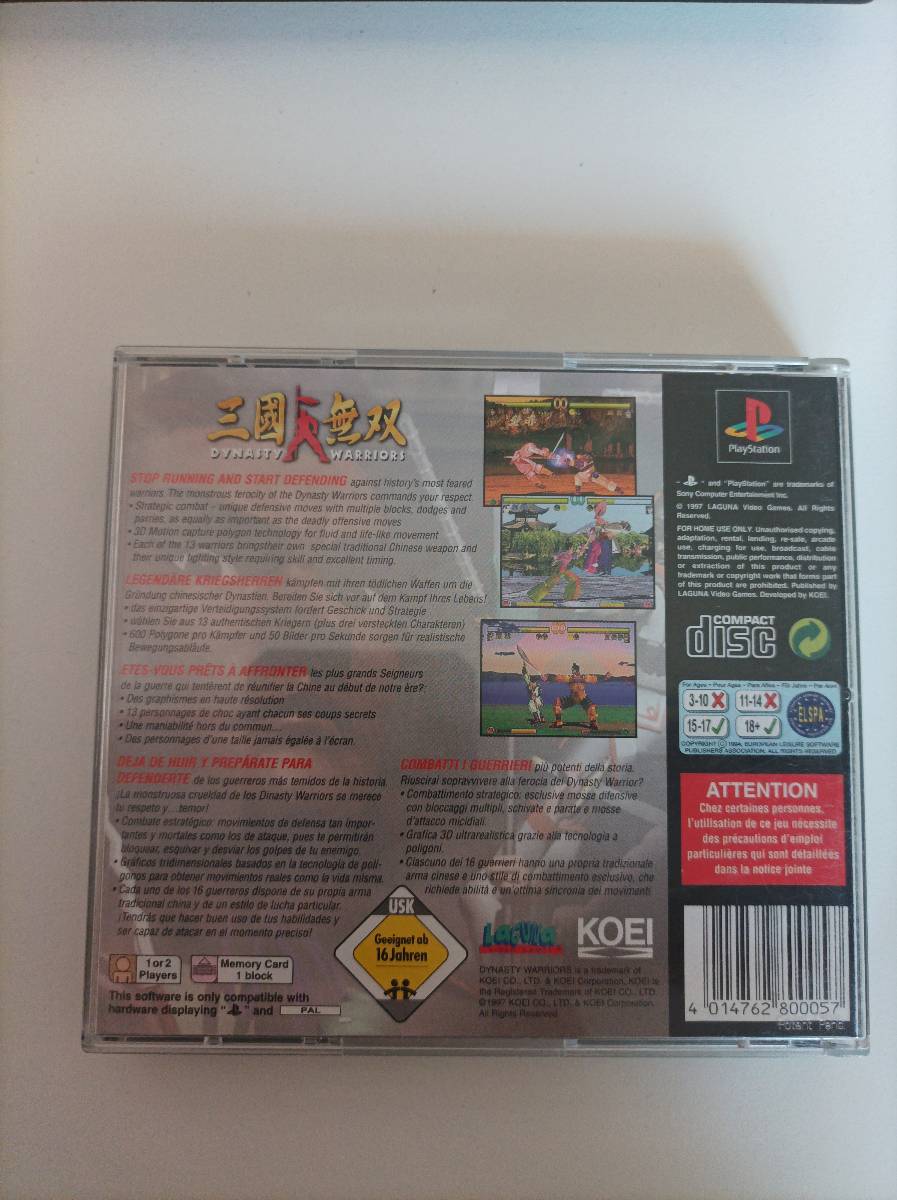 三國無双
DYNASTY WARRIORS
STOP RUNNING AND START DEFENDING against history's most feared
warriors. The monstrous ferocity of the Dynasty Warriors commands your respect.
• Strategic combat - unique defensive moves with multiple blocks, dodges and
parries, as equally as important as the deadly offensive moves
• 3D Motion capture polygon technology for fluid and life-like movement
• Each of the 13 warriors bringstheir own special traditional Chinese weapon and
their unique fighting style requiring skill and excellent timing.
LEGENDÄRE KRIEGSHERREN kämpfen mit ihren tödlichen Waffen um die
Gründung chinesischer Dynastien. Bereiten Sie sich vor auf dem Kampf Ihres Lebens!
• das einzigartige Verteidigungssystem fordert Geschick und Strategie
• wählen Sie aus 13 authentischen Kriegern (plus drei versteckten Charakteren)
• 600 Polygone pro Kämpfer und 50 Bilder pro Sekunde sorgen für realistische
Bewegungsabläufe.
ETES-VOUS PRÊTS À AFFRONTER les plus grands Seigneurs
de la guerre qui tentèrent de réunifier la Chine au début de notre ère?
• Des graphismes en haute résolution
• 13 personnages de choc ayant chacun ses coups secrets
• Une maniabilité hors du commun...
• Des personnages d'une taille jamais égalée à l'écran.
DEJA DE HUIR Y PREPÁRATE PARA
DEFENDERTE de los guerreros más temidos de la historia.
¡La monstruosa crueldad de los Dinasty Warriors se merece
tu respeto y....temor!
• Combate estratégico: movimientos de defensa tan impor-
tantes y mortales como los de ataque, pues te permitirán
bloquear, esquivar y desviar los golpes de tu enemigo.
• Gráficos tridimensionales basados en la tecnología de polí-
gonos para obtener movimientos reales como la vida misma.
• Cada uno de los 16 guerreros dispone de su propia arma
tradicional china y de un estilo de lucha particular.
¡Tendrás que hacer buen uso de tus habilidades y
ser capaz de atacar en el momento preciso!
COMBATTI I GUERRIERI più potenti della storia.
Riuscirai sopravvivere alla ferocia dei Dynasty Warrior?
• Combattimento strategico: esclusive mosse difensive
con bloccaggi multipli, schivate e parate e mosse
d'attacco micidiali.
• Grafica 3D ultrarealistica grazie alla tecnologia a
poligoni.
• Ciascuno dei 16 guerrieri hanno una propria tradizionale
arma cinese e uno stile di combattimento esclusivo, che
richiede abilità e un'ottima sincronia dei movimenti.
USK
Geeignet ab
16 Jahren
1 or 2
Players
Memory Card
1 block
This software is only compatible with
hardware displaying " " and PAL
Laguna
KOEI
DYNASTY WARRIORS is a trademark of
KOEI CO., LTD. & KOEI Corporation, KOEI is
the Registered Trademark of KOEI CO., LTD.
©1997 KOEI CO., LTD. & KOEI Corporation.
All Rights Reserved
PlayStation
" " and "PlayStation" are trademarks of
Sony Computer Entertainment Inc.
© 1997 LAGUNA Video Games. All Rights
Reserved.
FOR HOME USE ONLY. Unauthorised copying,
adaptation, rental, lending, re-sale, arcade
use, charging for use, broadcast, cable
transmission, public performance, distribution
or extraction of this product or any
trademark or copyright work that forms part
of this product are prohibited. Published by
LAGUNA Video Games. Developed by KOEI.
COMPACT
disc
For Ages - Pour Ages - Para Años - Für Jahre - Per Anni
3-10 11-14
15-17 18+
ELSPA
COPYRIGHT © 1994, EUROPEAN LEISURE SOFTWARE
PUBLISHERS ASSOCIATION. ALL RIGHTS RESERVED.
ATTENTION
Chez certaines personnes,
l'utilisation de ce jeu nécessite
des précautions d'emploi
particulières qui sont détaillées
dans la notice jointe
4 014762 800057